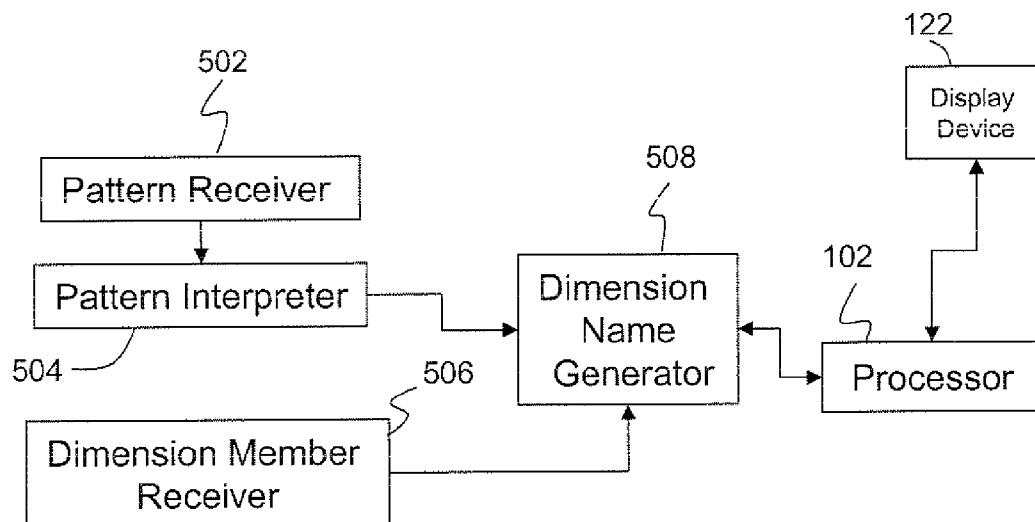 122
Display
Device
502
Pattern Receiver
508
Pattern Interpreter
504
Dimension
Name
Generator
102
Processor
506
Dimension Member
Receiver